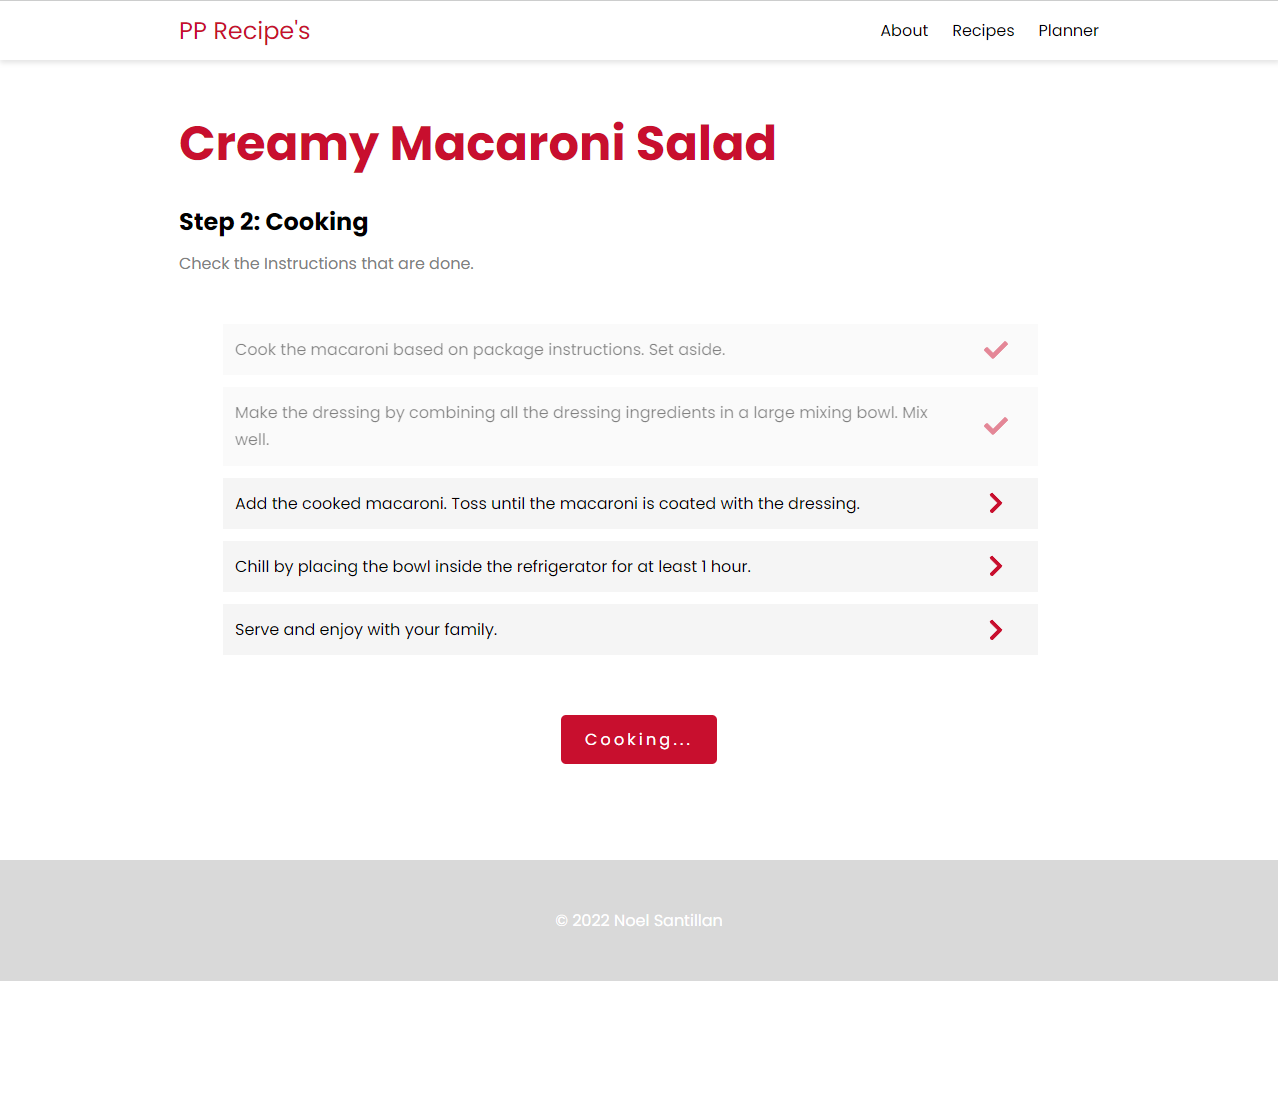 PP Recipe's
About Recipes Planner
Creamy Macaroni Salad
Step 2: Cooking
Check the Instructions that are done.
Cook the macaroni based on package instructions. Set aside.
Make the dressing by combining all the dressing ingredients in a large mixing bowl. Mix
well.
Add the cooked macaroni. Toss until the macaroni is coated with the dressing.
Chill by placing the bowl inside the refrigerator for at least 1 hour.
Serve and enjoy with your family.
Cooking...
© 2022 Noel Santillan